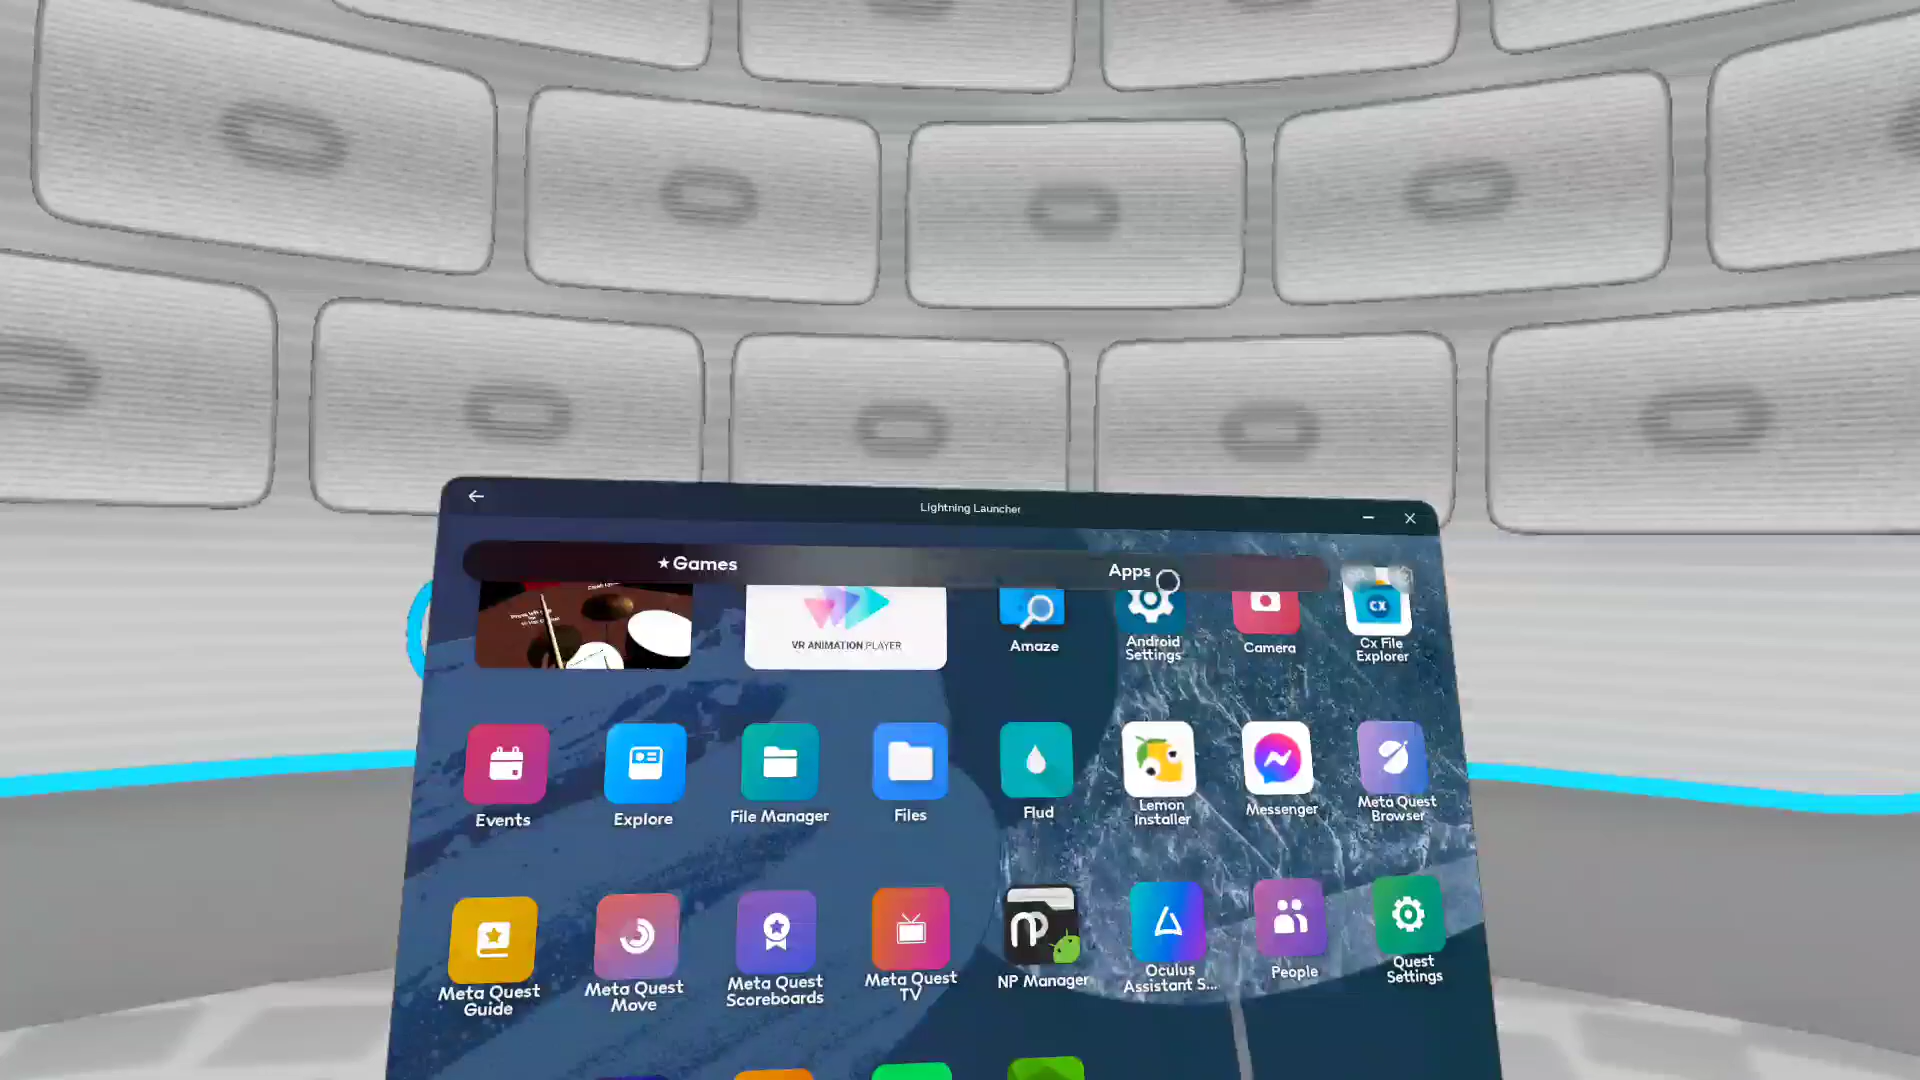 Lightning Launcher
★Games
Apps
VR ANIMATION PLAYER
Amaze
Android
Settings
Camera
CX
Cx File
Explorer
Events
Explore
File Manager
Files
Flud
Lemon
Installer
Messenger
Meta Quest
Browser
Meta Quest
Guide
Meta Quest
Move
Meta Quest
Scoreboards
Meta Quest
TV
np
NP Manager
Oculus
Assistant S...
People
Quest
Settings